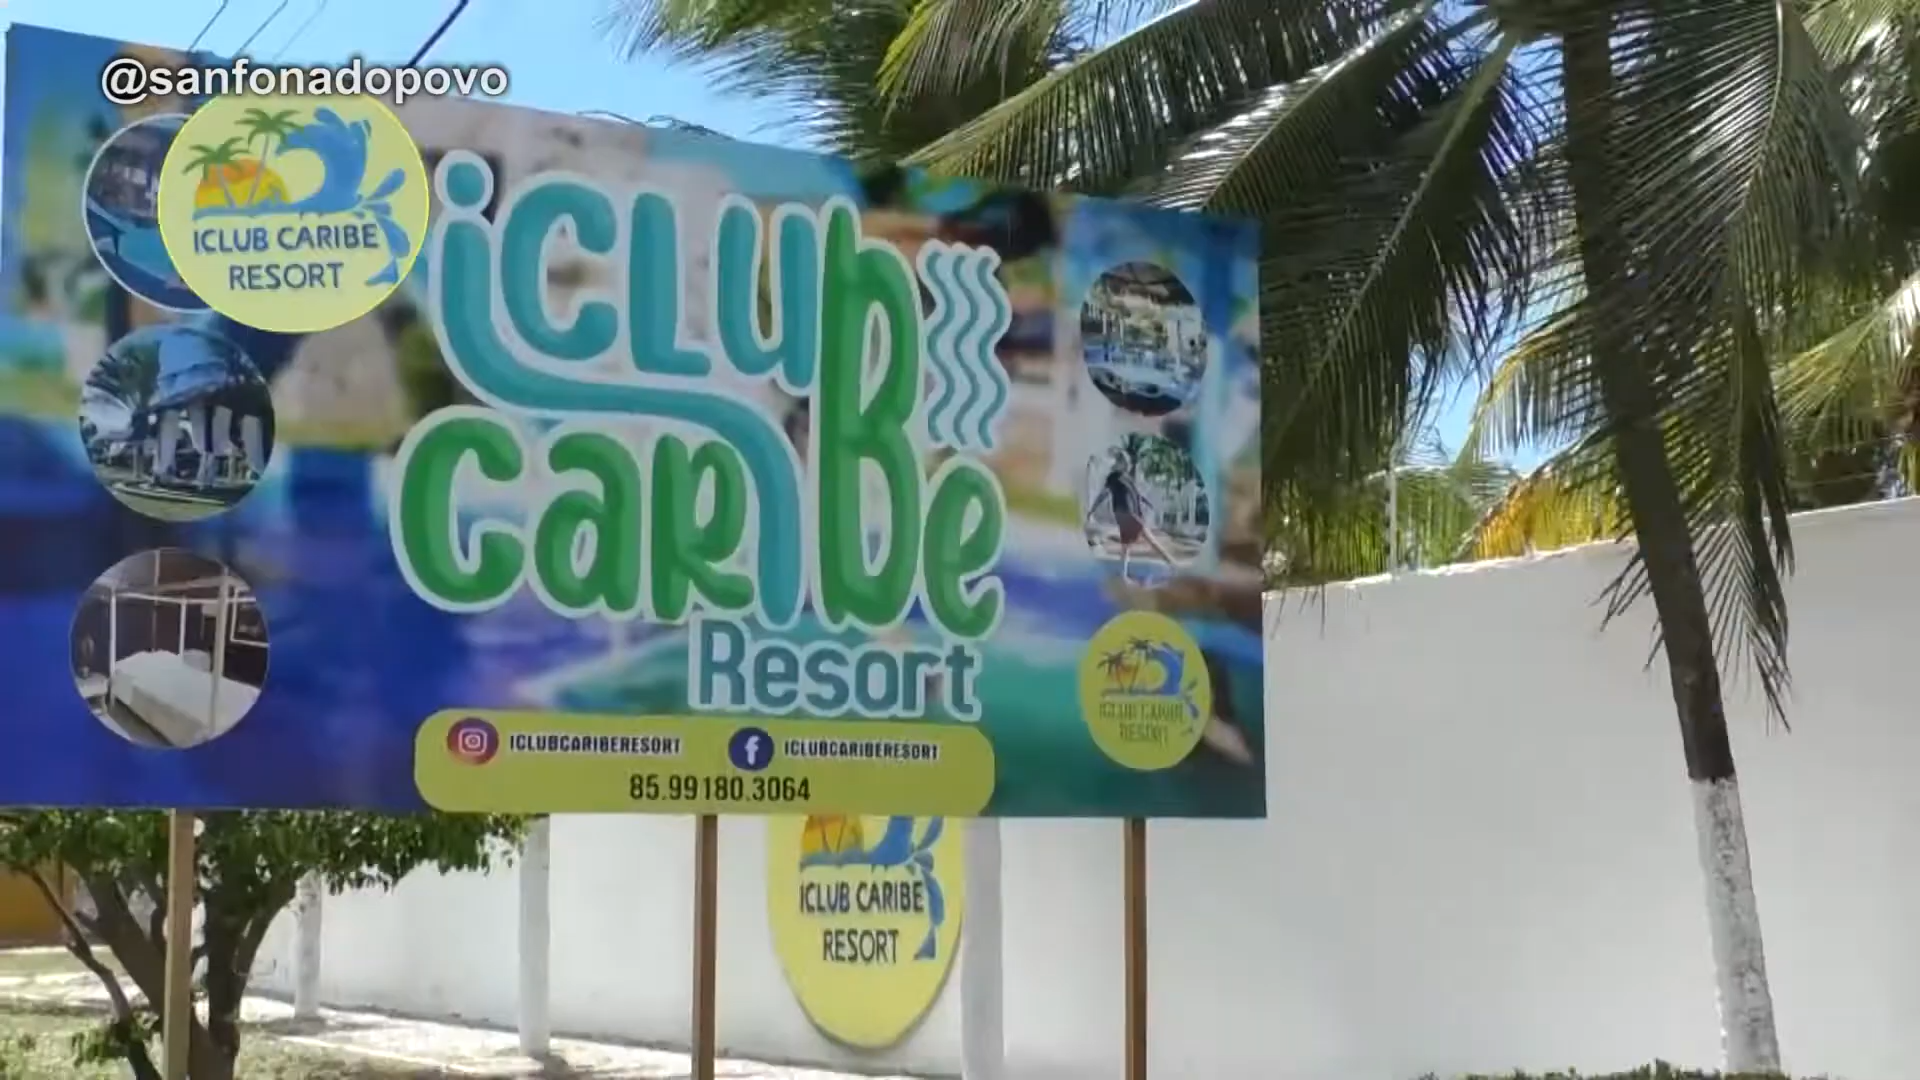 @sanfonadopovo
ICLUB CARIBE
RESORT
iCLUB
CARIBe
Resort
ICLUBCARIBERESORT
ICLUBCARIBERESORT
85.99180.3064
ICLUB CARIBE
RESORT
ICLUB CARIBE
RESORT